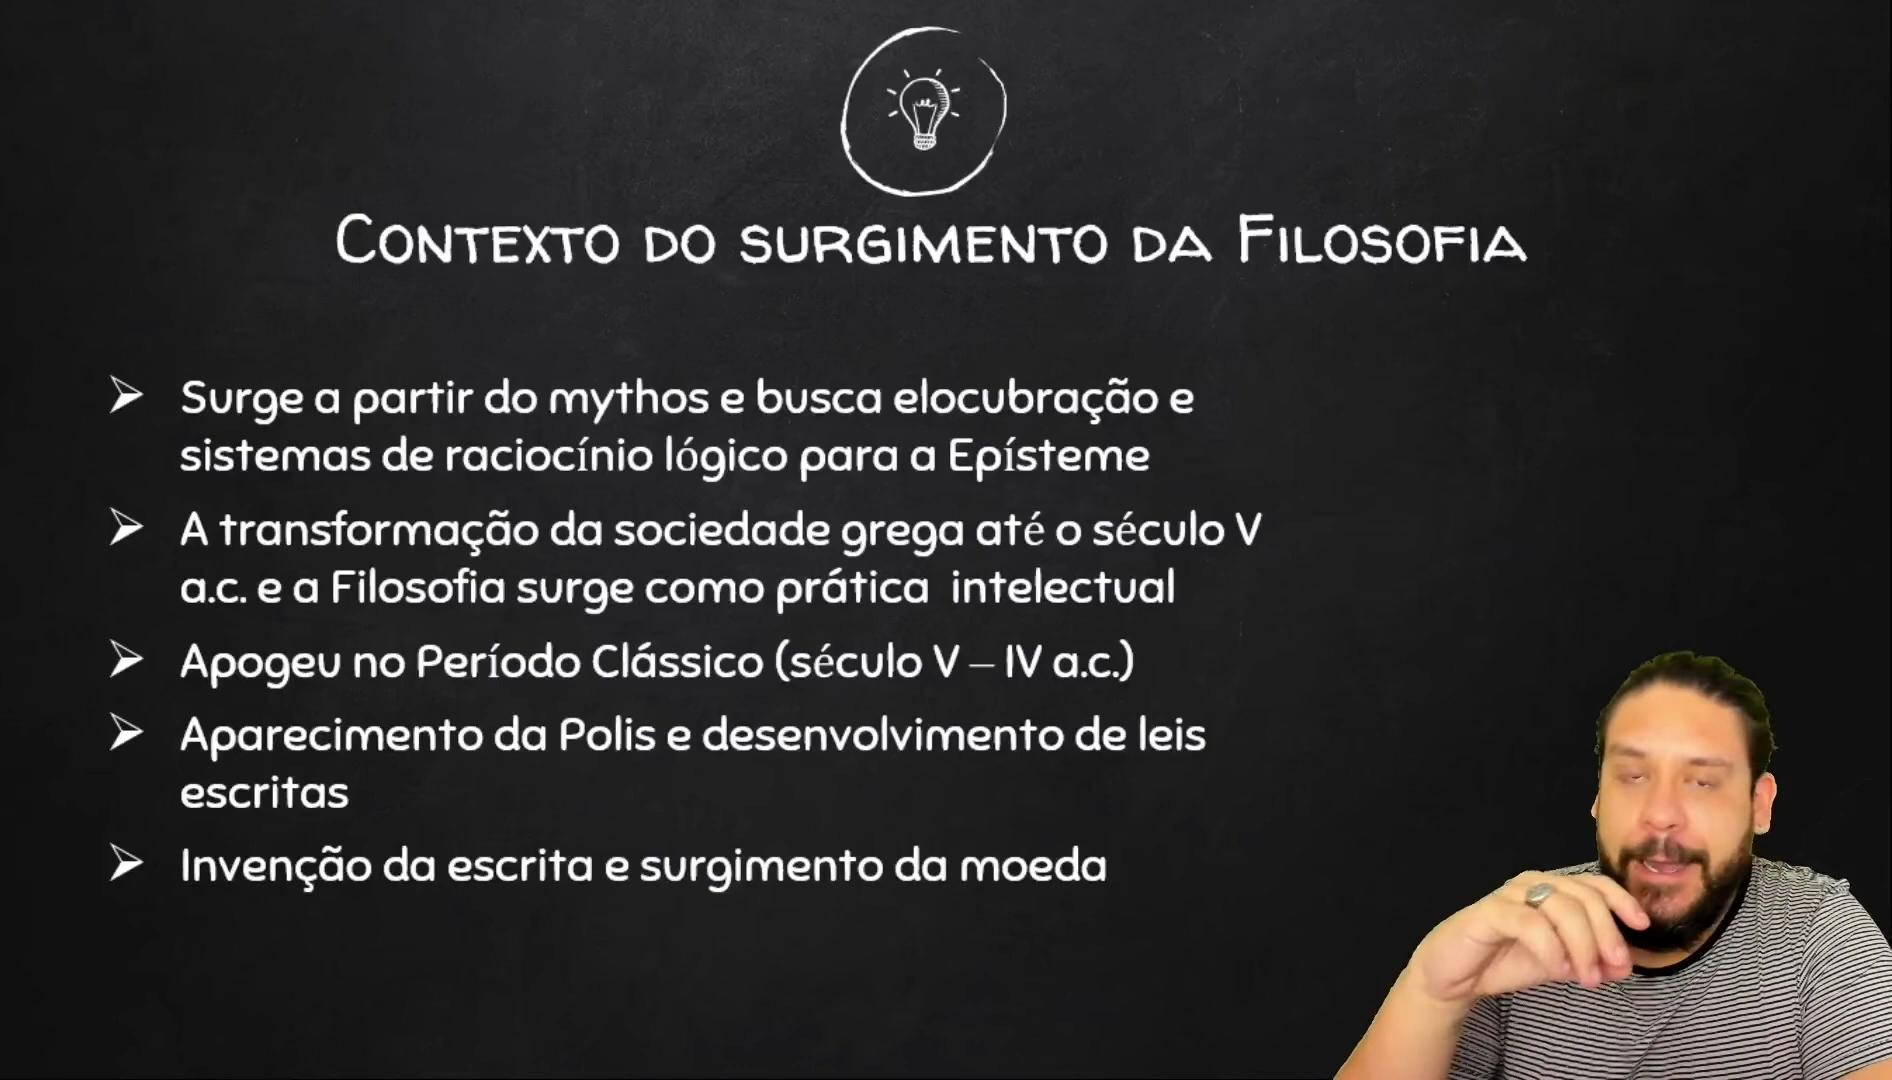 Contexto do surgimento da Filosofia
Surge a partir do mythos e busca elocubração e
sistemas de raciocínio lógico para a Epísteme
A transformação da sociedade grega até o século V
a.c. e a Filosofia surge como prática  intelectual
Apogeu no Período Clássico (século V – IV a.c.)
Aparecimento da Polis e desenvolvimento de leis
escritas
Invenção da escrita e surgimento da moeda